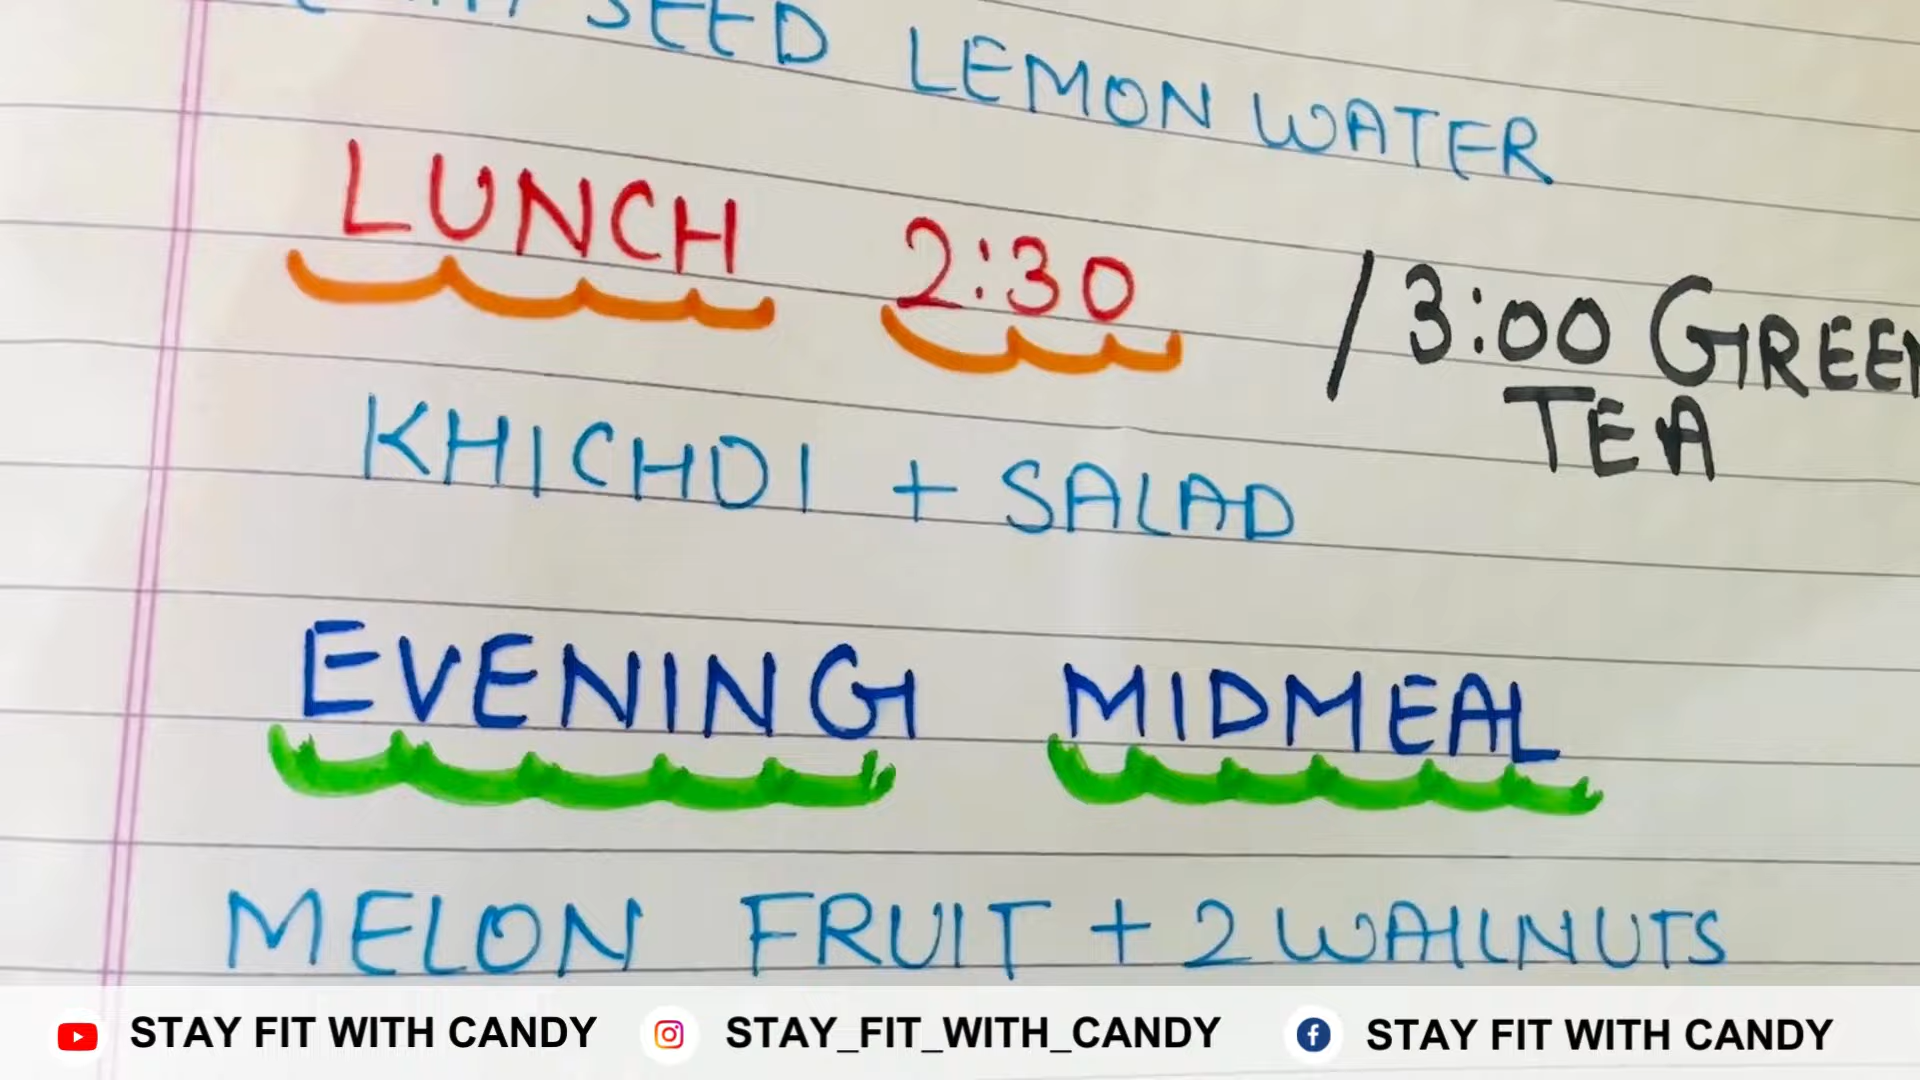 SEED LEMON WATER
LUNCH 2:30 / 3:00 GREEN
TEA
KHICHDI + SALAD
EVENING MIDMEAL
MELON FRUIT + 2 WALNUTS
STAY FIT WITH CANDY STAY_FIT_WITH_CANDY STAY FIT WITH CANDY